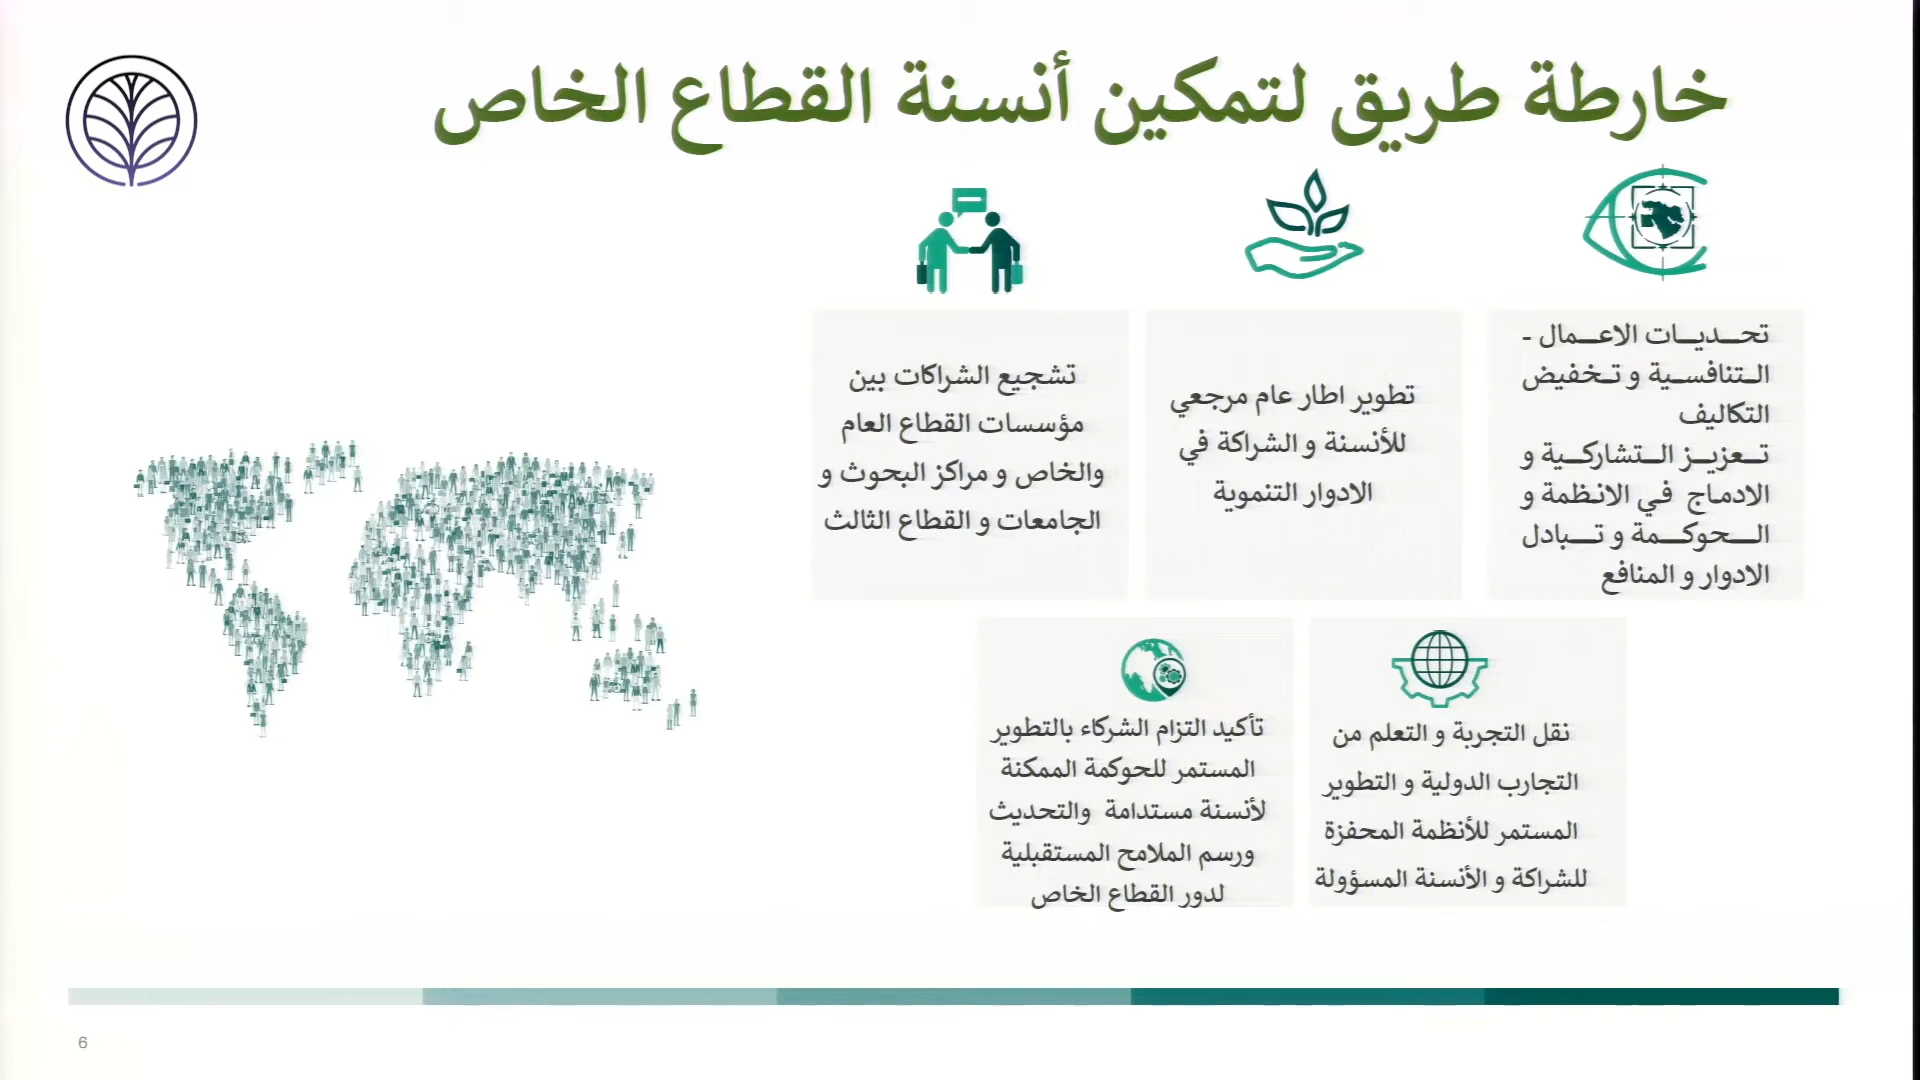 خارطة طريق لتمكين أنسنة القطاع الخاص
تحديات الاعمال -
التنافسية و تخفيض
التكاليف
تعزيز التشاركية و
الادماج في الانظمة و
الحوكمة و تبادل
الادوار و المنافع
تطوير اطار عام مرجعي
للأنسنة و الشراكة في
الادوار التنموية
تشجيع الشراكات بين
مؤسسات القطاع العام
والخاص و مراكز البحوث و
الجامعات و القطاع الثالث
نقل التجربة و التعلم من
التجارب الدولية و التطوير
المستمر للأنظمة المحفزة
للشراكة و الأنسنة المسؤولة
تأكيد التزام الشركاء بالتطوير
المستمر للحوكمة الممكنة
لأنسنة مستدامة والتحديث
ورسم الملامح المستقبلية
لدور القطاع الخاص
6